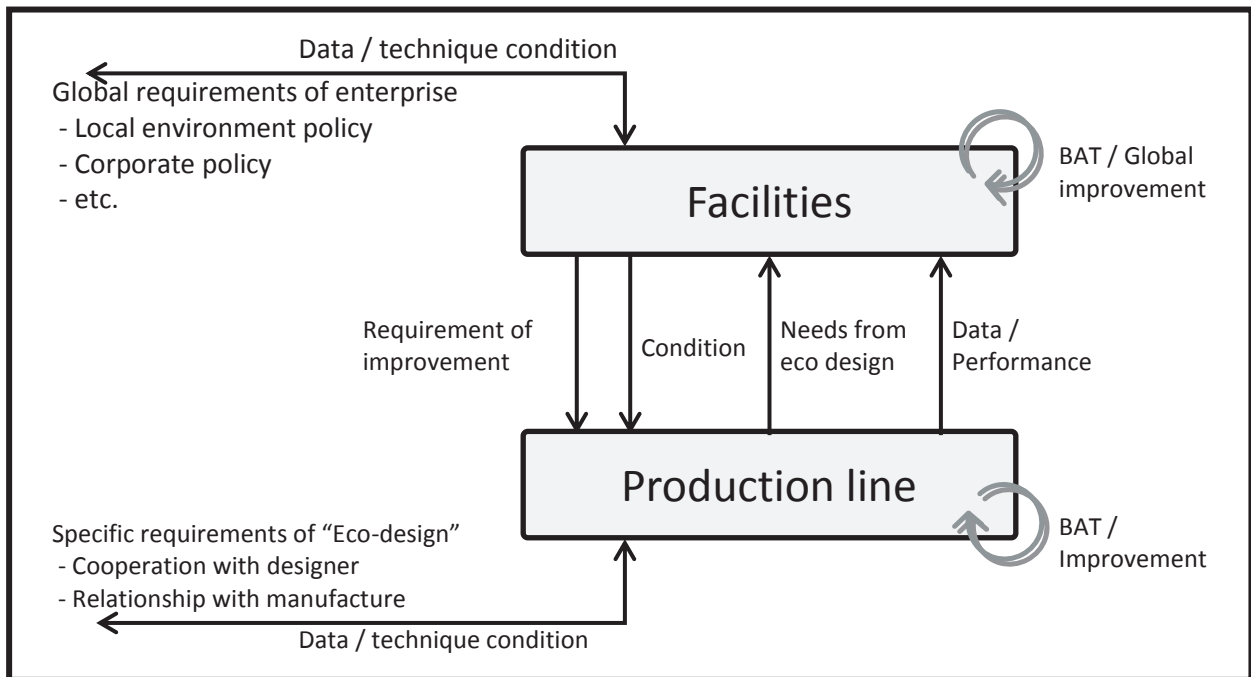 Data / technique condition
Global requirements of enterprise
- Local environment policy
- Corporate policy
- etc.
BAT / Global
improvement
Facilities
Requirement of
improvement
Condition
Needs from
eco design
Data /
Performance
Production line
Specific requirements of “Eco-design”
- Cooperation with designer
- Relationship with manufacture
BAT /
Improvement
Data / technique condition